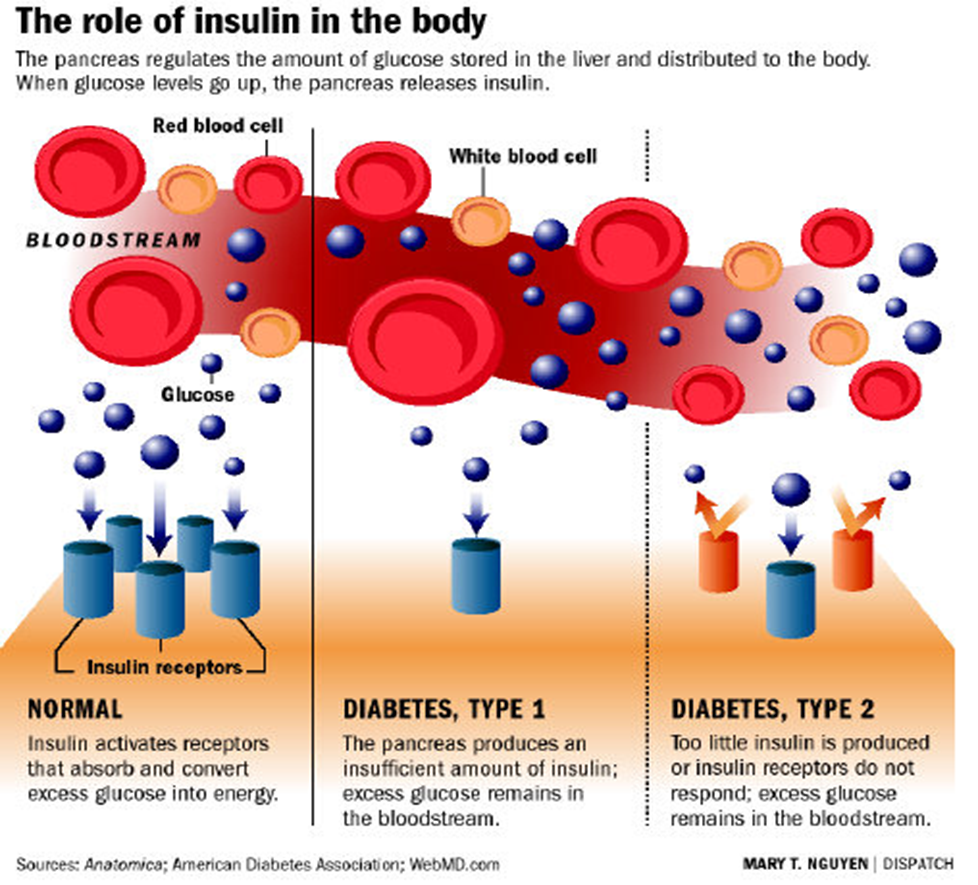 The role of insulin in the body
The pancreas regulates the amount of glucose stored in the liver and distributed to the body.
When glucose levels go up, the pancreas releases insulin.
Red blood cell
White blood cell
BLOODSTREAM
Glucose
Insulin receptors
NORMAL
Insulin activates receptors
that absorb and convert
excess glucose into energy.
DIABETES, TYPE 1
The pancreas produces an
insufficient amount of insulin;
excess glucose remains in
the bloodstream.
DIABETES, TYPE 2
Too little insulin is produced
or insulin receptors do not
respond; excess glucose
remains in the bloodstream.
Sources: Anatomica; American Diabetes Association; WebMD.com
MARY T. NGUYEN | DISPATCH